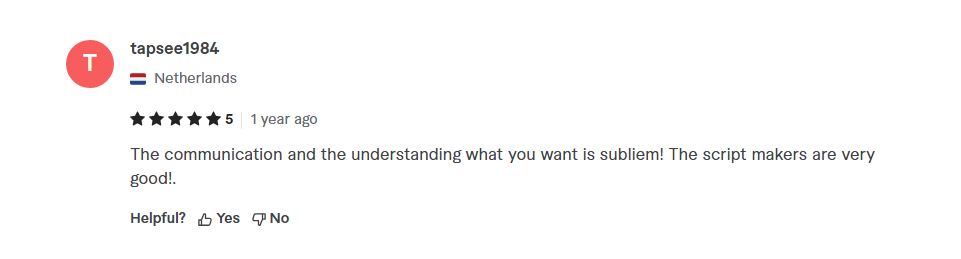 T
tapsee1984
Netherlands
5 1 year ago
The communication and the understanding what you want is subliem! The script makers are very
good!.
Helpful? Yes No